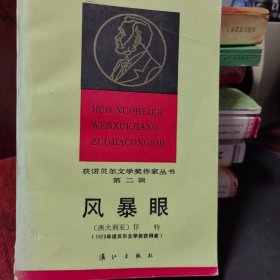 HUO NUOBEIER
WENXUEJIANG
ZUOJIACONGSHU
获诺贝尔文学奖作家丛书
第二辑
风暴眼
〔澳大利亚〕怀 特
(1973年诺贝尔文学奖获得者)
漓江出版社